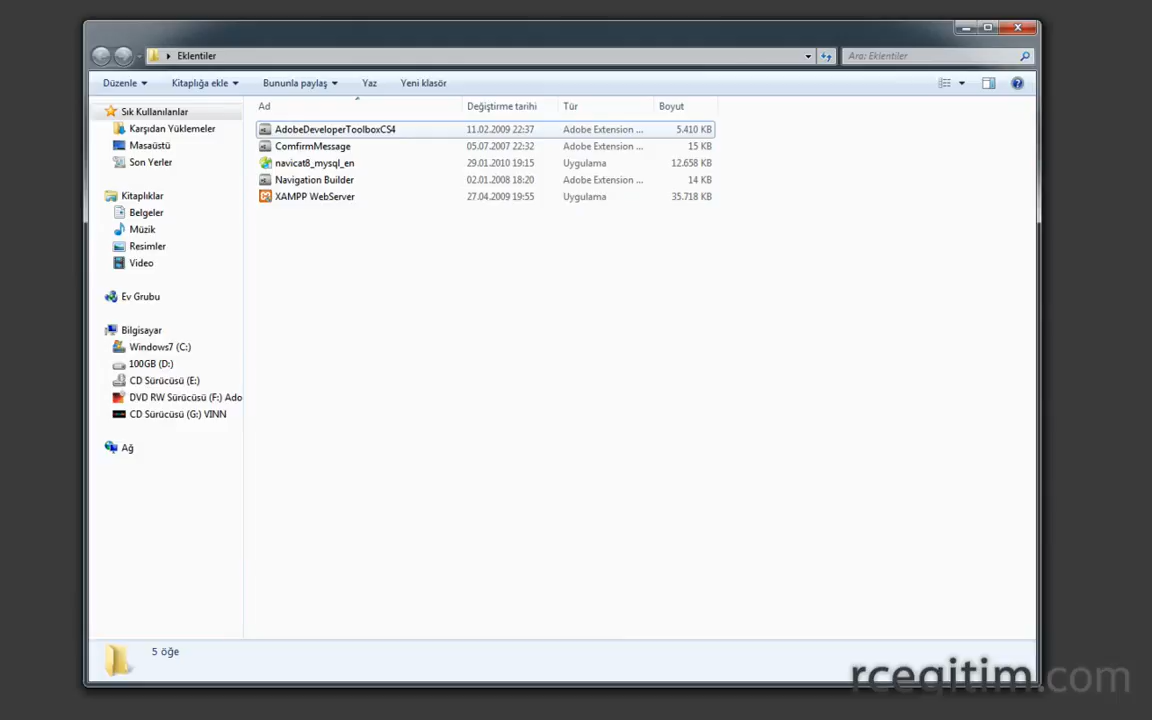 Eklentiler
Ara: Eklentiler
Düzenle Kitaplığa ekle Bununla paylaş Yaz Yeni klasör
Sık Kullanılanlar
Karşıdan Yüklemeler
Masaüstü
Son Yerler
Kitaplıklar
Belgeler
Müzik
Resimler
Video
Ev Grubu
Bilgisayar
Windows7 (C:)
100GB (D:)
CD Sürücüsü (E:)
DVD RW Sürücüsü (F:) Ado
CD Sürücüsü (G:) VINN
Ağ
Ad Değiştirme tarihi Tür Boyut
AdobeDeveloperToolboxCS4 11.02.2009 22:37 Adobe Extension ... 5.410 KB
ComfirmMessage 05.07.2007 22:32 Adobe Extension ... 15 KB
navicat8_mysql_en 29.01.2010 19:15 Uygulama 12.658 KB
Navigation Builder 02.01.2008 18:20 Adobe Extension ... 14 KB
XAMPP WebServer 27.04.2009 19:55 Uygulama 35.718 KB
5 öğe
rcegitim.com